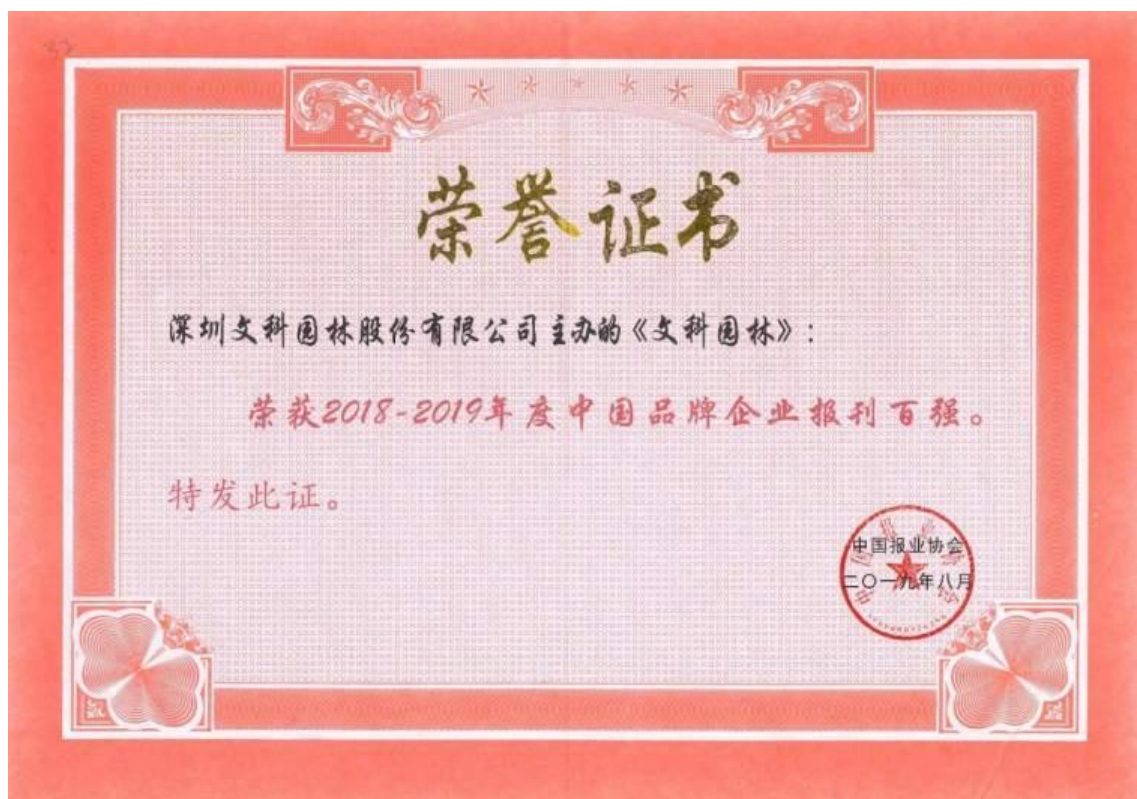 荣誉证书
深圳文科园林股份有限公司主办的《文科园林》:
荣获2018-2019年度中国品牌企业报刊百强。
特发此证。
中国报业协会
二〇一九年八月